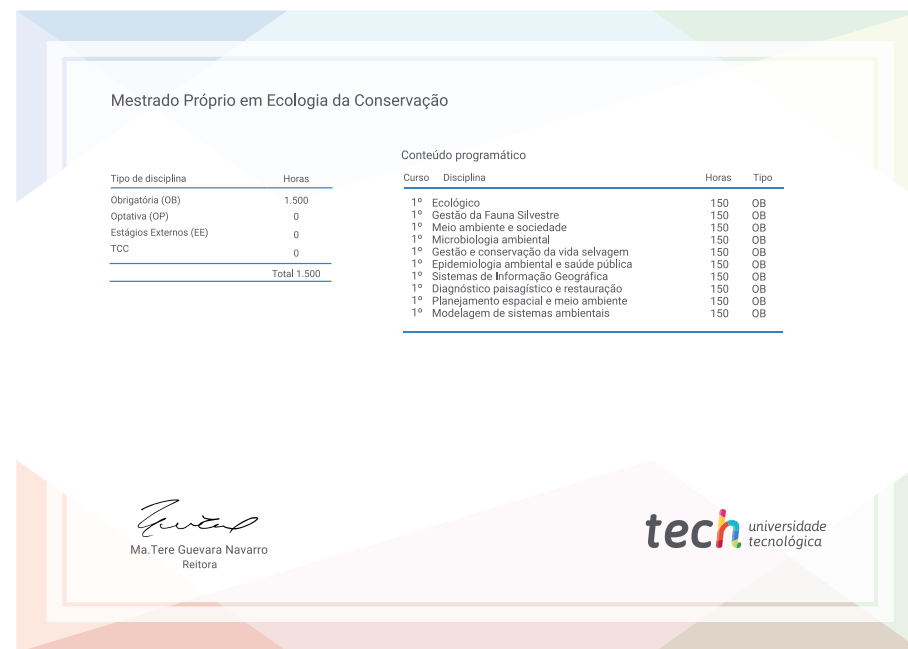 Mestrado Próprio em Ecologia da Conservação
Tipo de disciplina Horas
Obrigatória (OB) 1.500
Optativa (OP) 0
Estágios Externos (EE) 0
TCC 0
Total 1.500
Conteúdo programático
Curso Disciplina Horas Tipo
1º Ecológico 150 OB
1º Gestão da Fauna Silvestre 150 OB
1º Meio ambiente e sociedade 150 OB
1º Microbiologia ambiental 150 OB
1º Gestão e conservação da vida selvagem 150 OB
1º Epidemiologia ambiental e saúde pública 150 OB
1º Sistemas de Informação Geográfica 150 OB
1º Diagnóstico paisagístico e restauração 150 OB
1º Planejamento espacial e meio ambiente 150 OB
1º Modelagem de sistemas ambientais 150 OB
Ma.Tere Guevara Navarro
Reitora
tech universidade
tecnológica